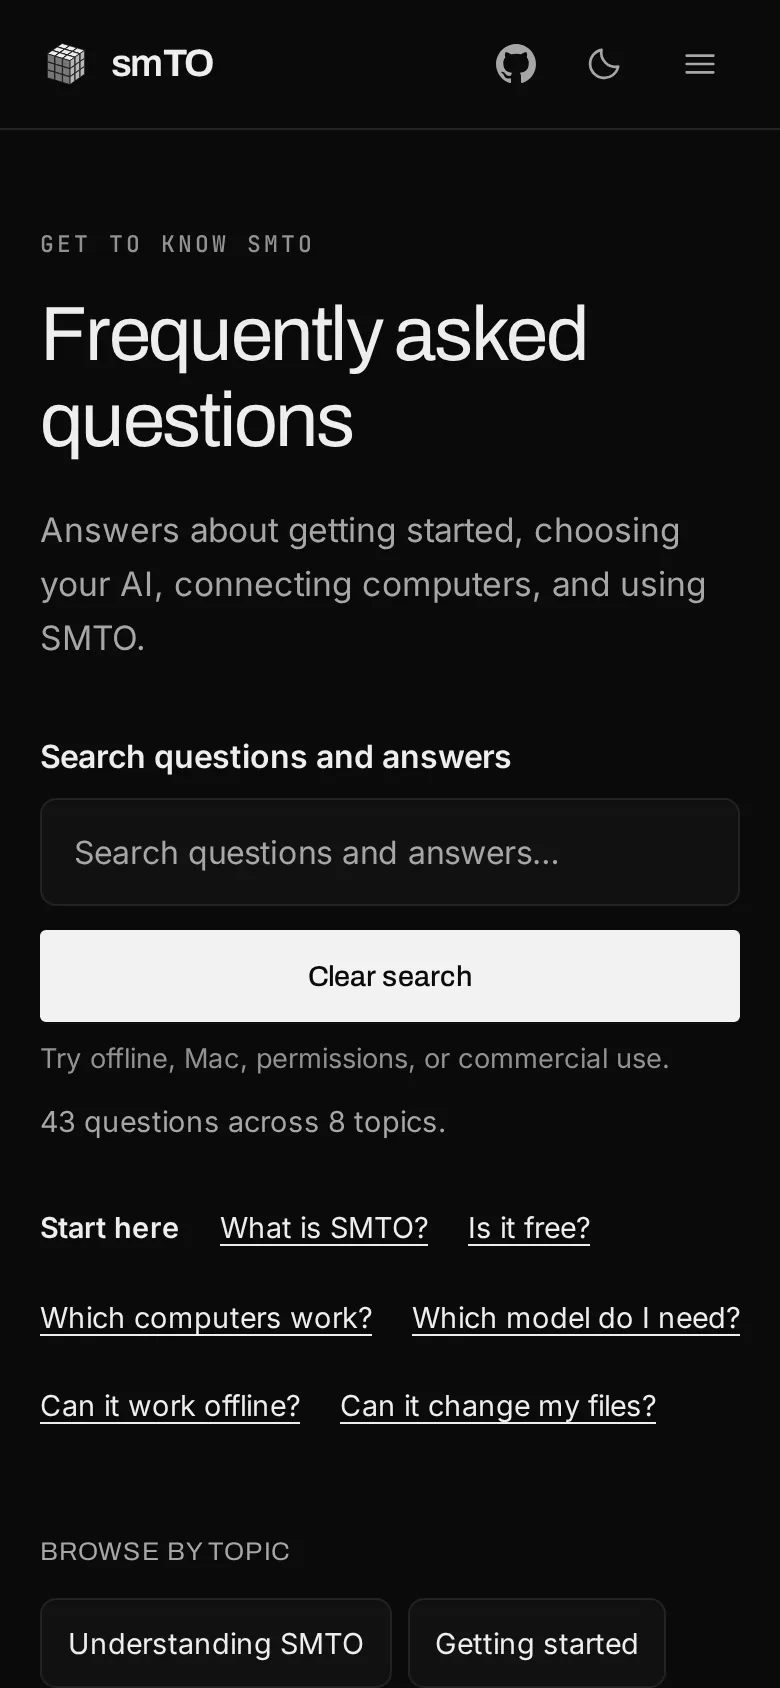 smTO
GET TO KNOW SMTO
Frequently asked
questions
Answers about getting started, choosing
your AI, connecting computers, and using
SMTO.
Search questions and answers
Search questions and answers...
Clear search
Try offline, Mac, permissions, or commercial use.
43 questions across 8 topics.
Start here What is SMTO? Is it free?
Which computers work? Which model do I need?
Can it work offline? Can it change my files?
BROWSE BY TOPIC
Understanding SMTO Getting started